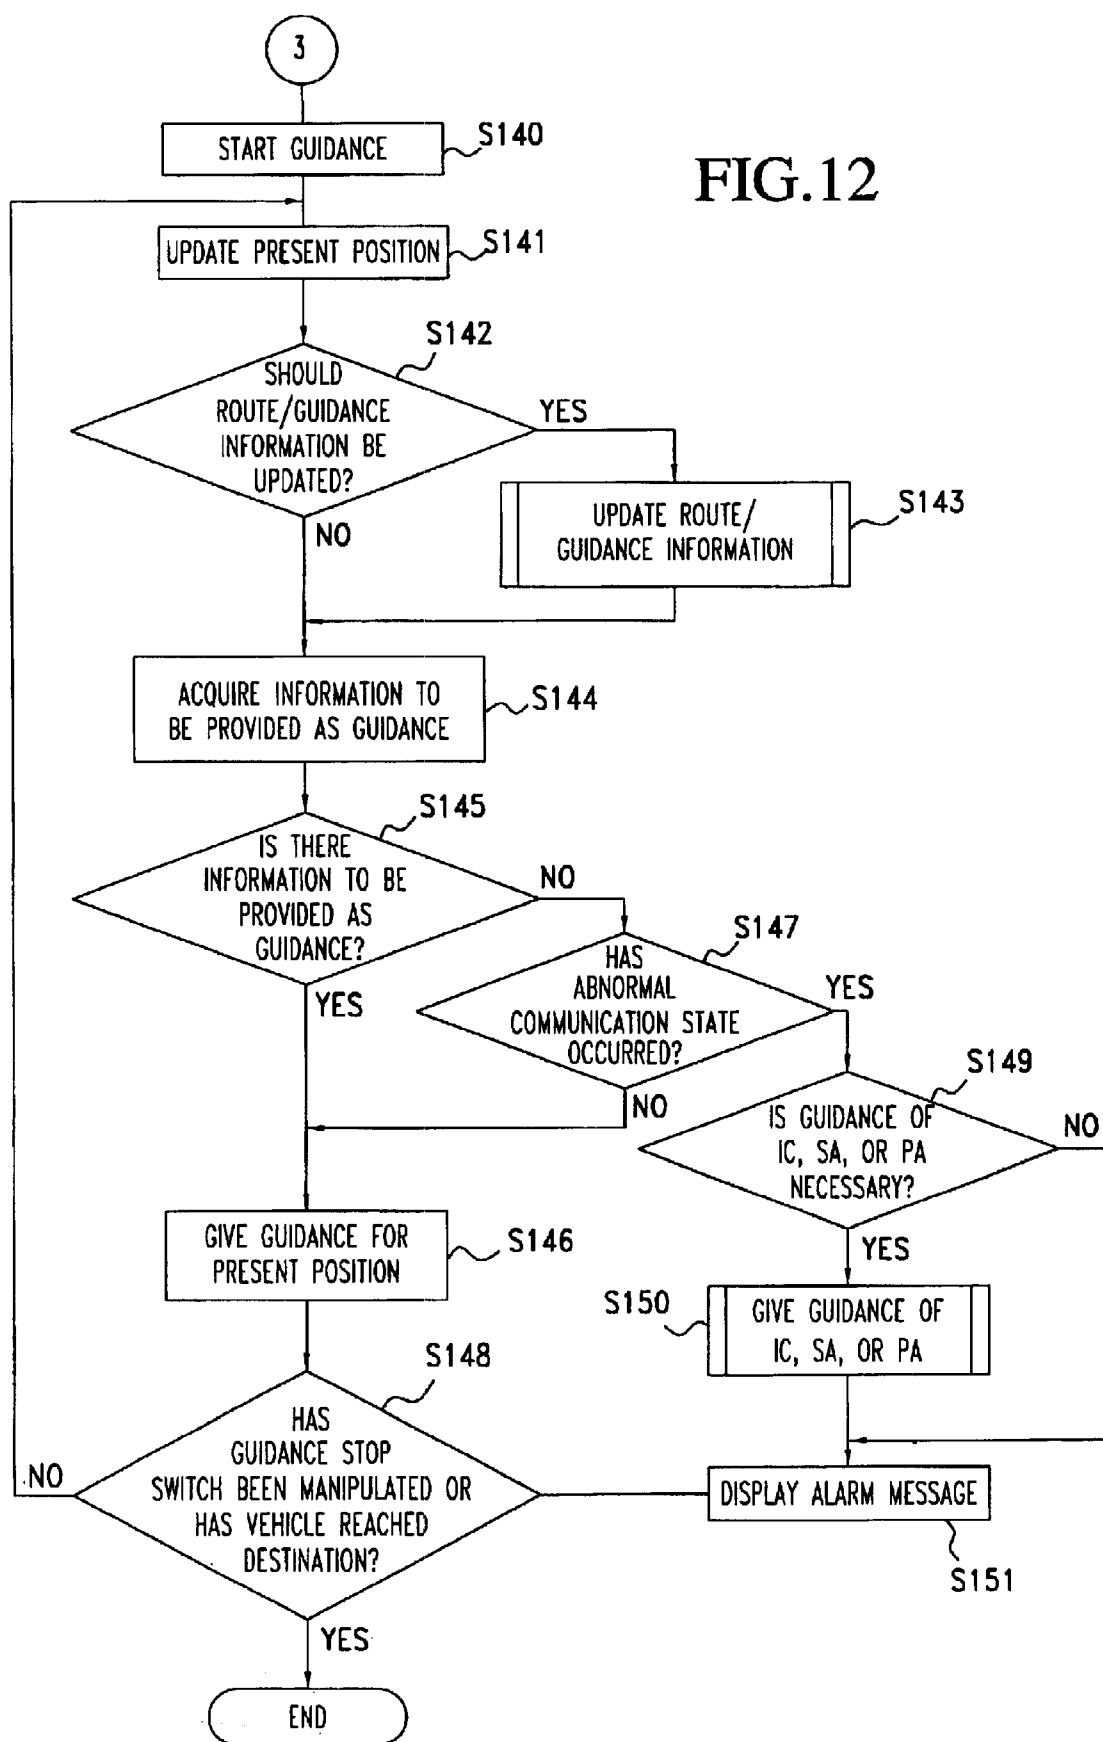 3
START GUIDANCE
S140
FIG.12
UPDATE PRESENT POSITION
S141
S142
SHOULD
ROUTE/GUIDANCE
INFORMATION BE
UPDATED?
YES
NO
UPDATE ROUTE/
GUIDANCE INFORMATION
S143
ACQUIRE INFORMATION TO
BE PROVIDED AS GUIDANCE
S144
S145
IS THERE
INFORMATION TO BE
PROVIDED AS
GUIDANCE?
NO
YES
S147
HAS
ABNORMAL
COMMUNICATION STATE
OCCURRED?
YES
NO
S149
IS GUIDANCE OF
IC, SA, OR PA
NECESSARY?
NO
YES
GIVE GUIDANCE FOR
PRESENT POSITION
S146
S150
GIVE GUIDANCE OF
IC, SA, OR PA
S148
HAS
GUIDANCE STOP
SWITCH BEEN MANIPULATED OR
HAS VEHICLE REACHED
DESTINATION?
NO
YES
DISPLAY ALARM MESSAGE
S151
END